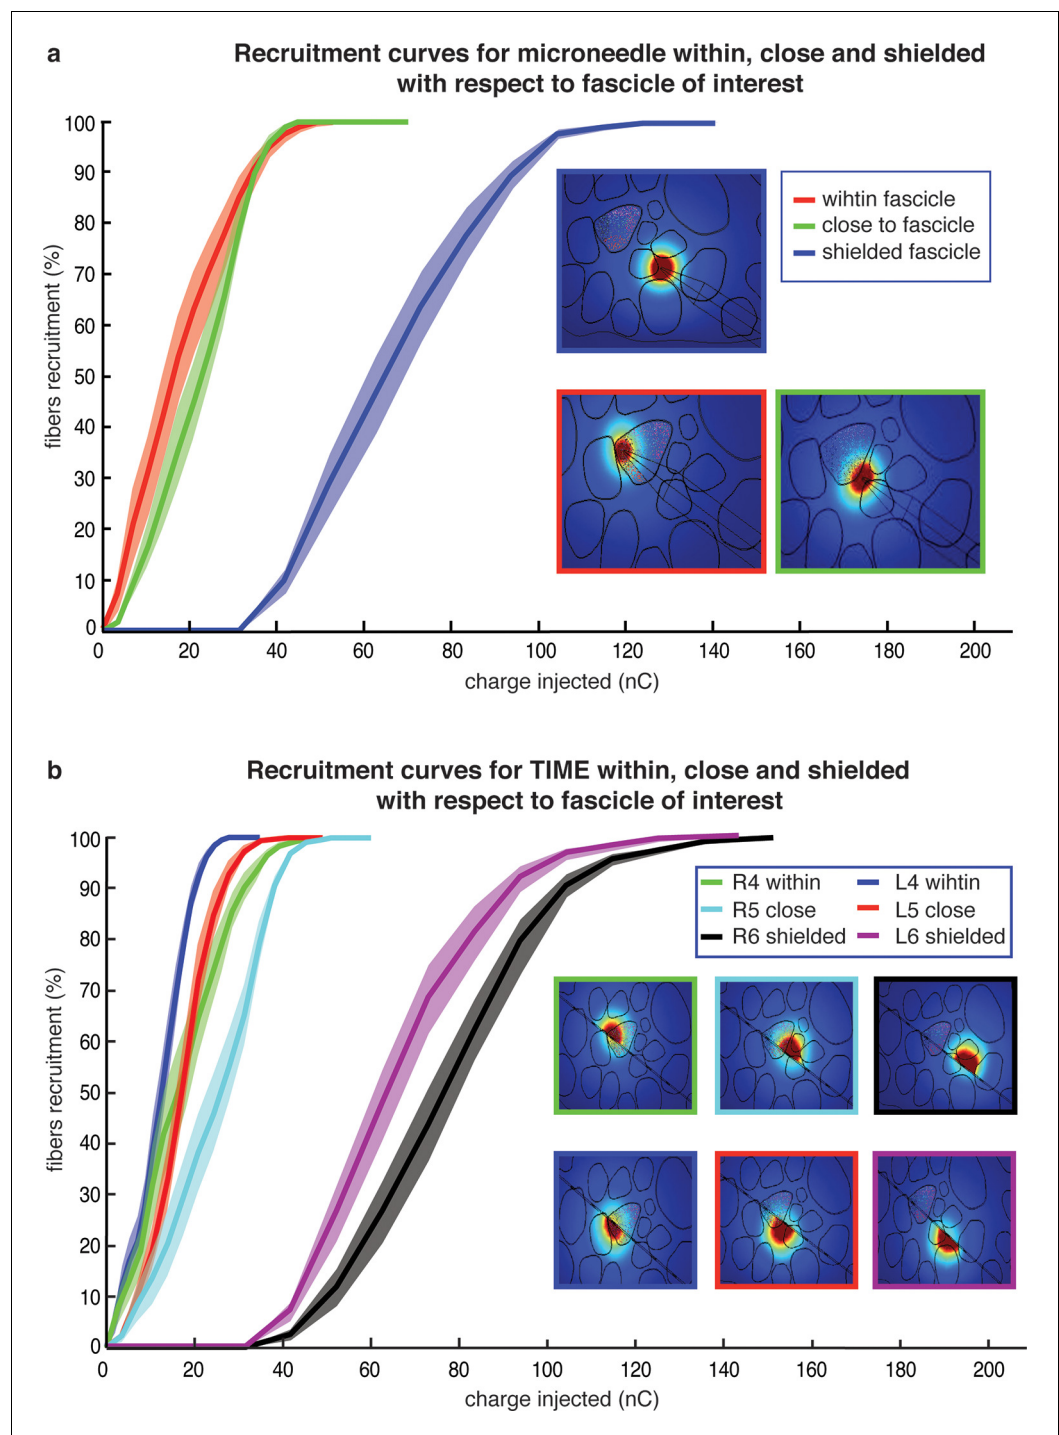 a
Recruitment curves for microneedle within, close and shielded
with respect to fascicle of interest
100
90
80
70
60
50
40
30
20
10
0
fibers recruitment (%)
wihtin fascicle
close to fascicle
shielded fascicle
0 20 40 60 80 100 120 140 160 180 200
charge injected (nC)
b
Recruitment curves for TIME within, close and shielded
with respect to fascicle of interest
100
90
80
70
60
50
40
30
20
10
0
fibers recruitment (%)
R4 within L4 wihtin
R5 close L5 close
R6 shielded L6 shielded
0 20 40 60 80 100 120 140 160 180 200
charge injected (nC)